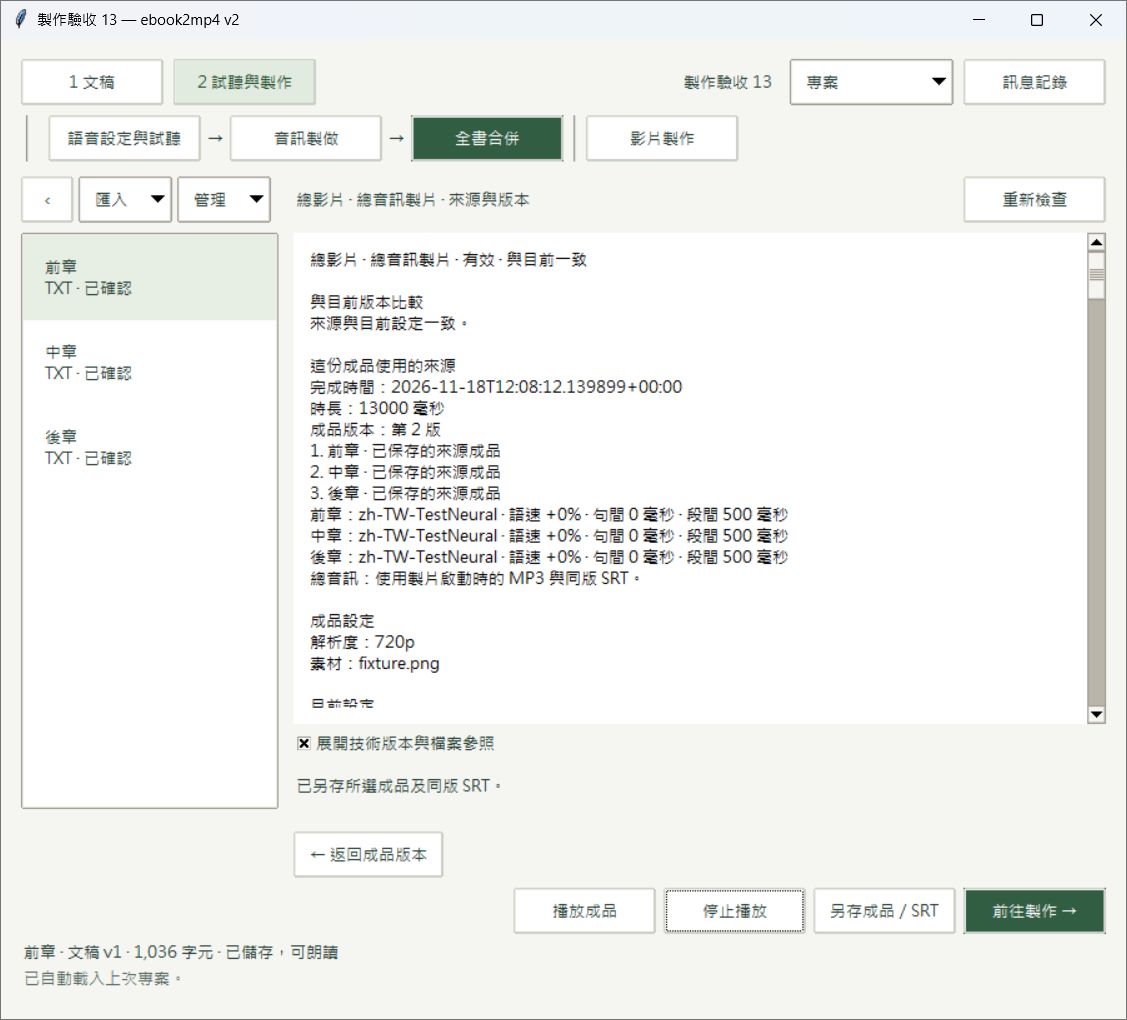 製作驗收 13 — ebook2mp4 v2
1 文稿
2 試聽與製作
製作驗收 13
專案
訊息記錄
語音設定與試聽
→
音訊製做
→
全書合併
影片製作
‹
匯入
管理
總影片 · 總音訊製片 · 來源與版本
重新檢查
前章
TXT · 已確認
中章
TXT · 已確認
後章
TXT · 已確認
總影片 · 總音訊製片 · 有效 · 與目前一致
與目前版本比較
來源與目前設定一致。
這份成品使用的來源
完成時間：2026-11-18T12:08:12.139899+00:00
時長：13000 毫秒
成品版本：第 2 版
1. 前章 · 已保存的來源成品
2. 中章 · 已保存的來源成品
3. 後章 · 已保存的來源成品
前章：zh-TW-TestNeural · 語速 +0% · 句間 0 毫秒 · 段間 500 毫秒
中章：zh-TW-TestNeural · 語速 +0% · 句間 0 毫秒 · 段間 500 毫秒
後章：zh-TW-TestNeural · 語速 +0% · 句間 0 毫秒 · 段間 500 毫秒
總音訊：使用製片啟動時的 MP3 與同版 SRT。
成品設定
解析度：720p
素材：fixture.png
目前設定
展開技術版本與檔案參照
已另存所選成品及同版 SRT。
← 返回成品版本
播放成品
停止播放
另存成品 / SRT
前往製作 →
前章 · 文稿 v1 · 1,036 字元 · 已儲存，可朗讀
已自動載入上次專案。